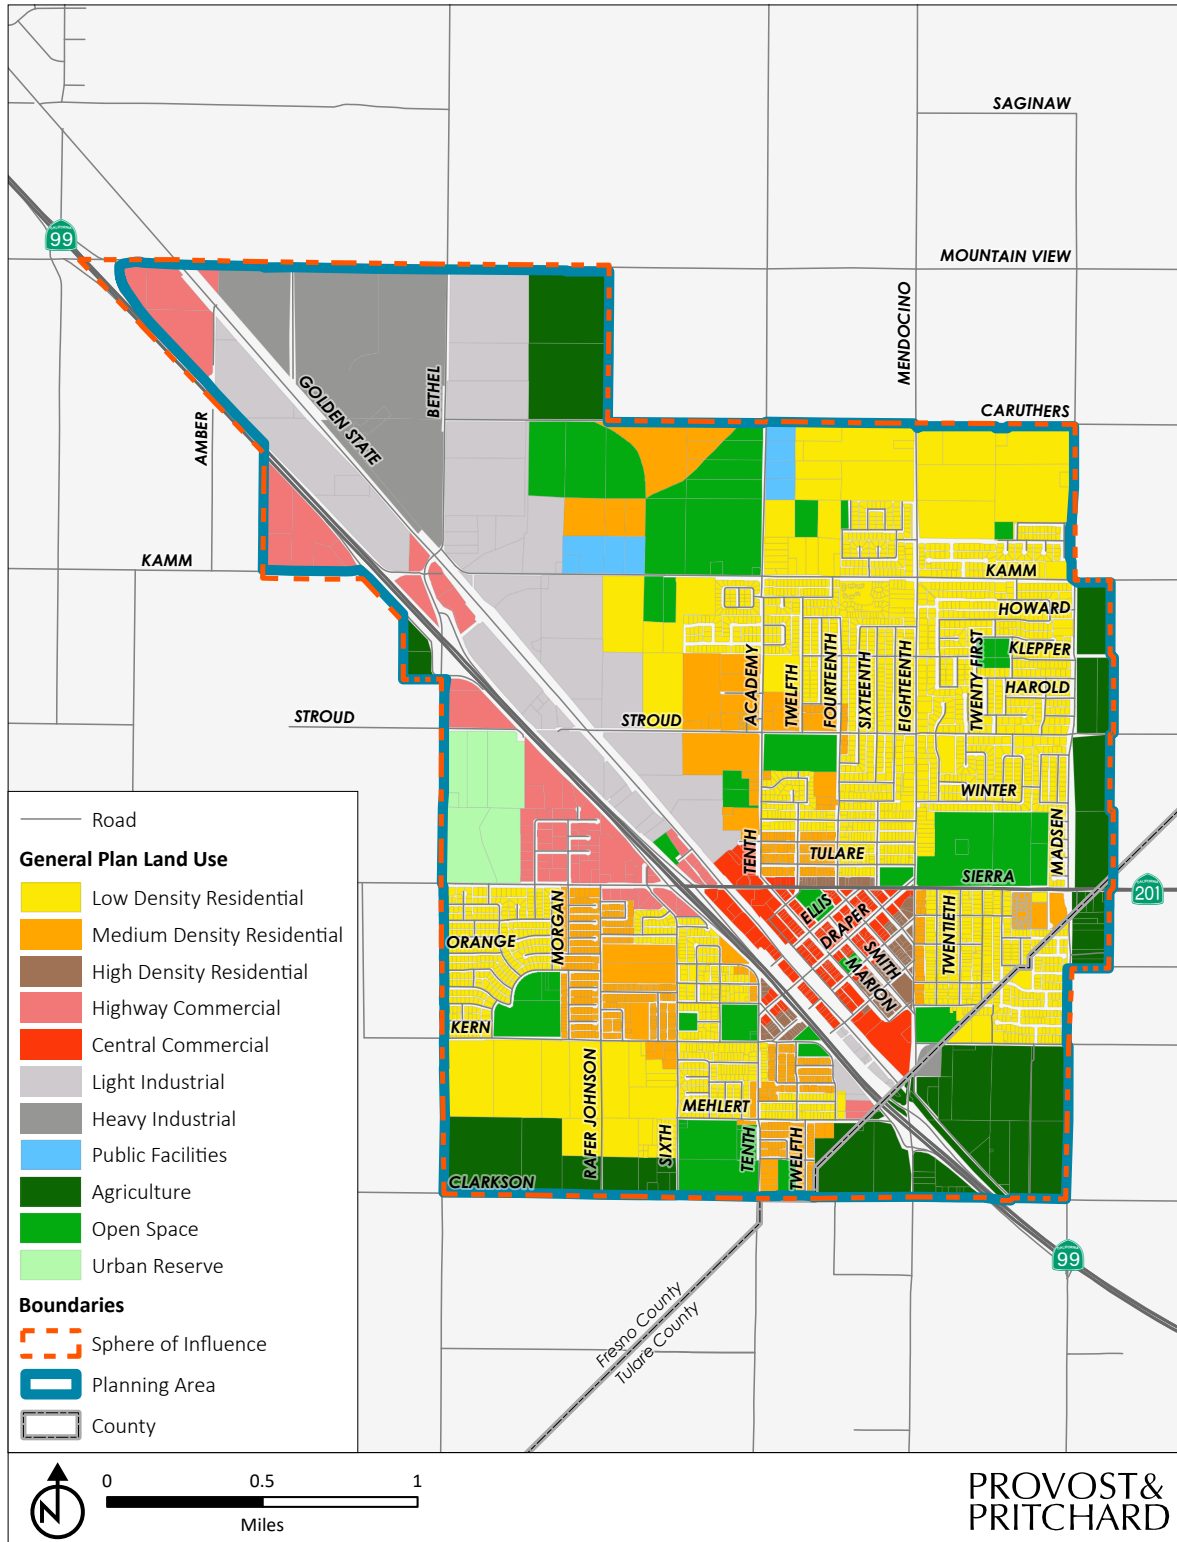 SAGINAW
CALIFORNIA
99
MOUNTAIN VIEW
MENDOCINO
GOLDEN STATE
BETHEL
CARUTHERS
AMBER
KAMM
KAMM
HOWARD
KLEPPER
HAROLD
ACADEMY
TWELFTH
FOURTEENTH
SIXTEENTH
EIGHTEENTH
TWENTY FIRST
STROUD
STROUD
WINTER
MADSEN
TENTH
TULARE
SIERRA
CALIFORNIA
201
ELLIS
DRAPER
SMITH
MARION
TWENTIETH
MORGAN
ORANGE
KERN
RAFER JOHNSON
MEHLERT
SIXTH
TENTH
TWELFTH
CLARKSON
CALIFORNIA
99
Fresno County
Tulare County
Road
General Plan Land Use
Low Density Residential
Medium Density Residential
High Density Residential
Highway Commercial
Central Commercial
Light Industrial
Heavy Industrial
Public Facilities
Agriculture
Open Space
Urban Reserve
Boundaries
Sphere of Influence
Planning Area
County
N
0 0.5 1
Miles
PROVOST&
PRITCHARD